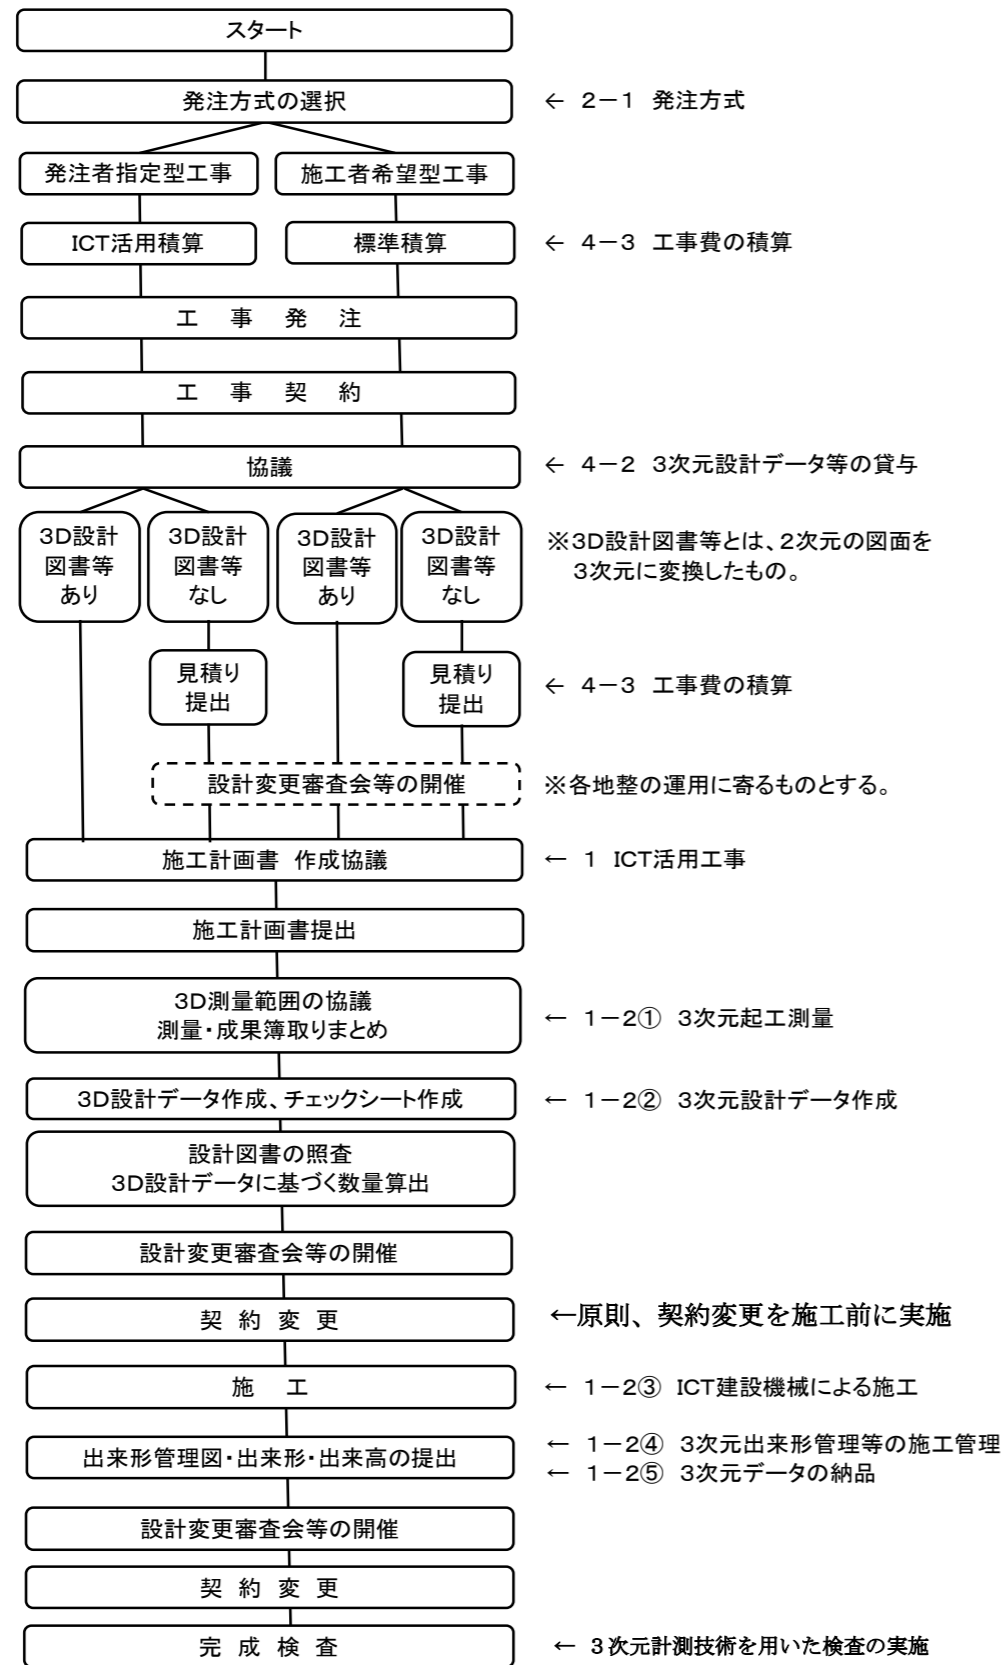 スタート
発注方式の選択
← 2－1 発注方式
発注者指定型工事
施工者希望型工事
ICT活用積算
標準積算
← 4－3 工事費の積算
工 事 発 注
工 事 契 約
協議
← 4－2 3次元設計データ等の貸与
3D設計
図書等
あり
3D設計
図書等
なし
3D設計
図書等
あり
3D設計
図書等
なし
※3D設計図書等とは、2次元の図面を
3次元に変換したもの。
見積り
提出
見積り
提出
← 4－3 工事費の積算
設計変更審査会等の開催
※各地整の運用に寄るものとする。
施工計画書 作成協議
← 1 ICT活用工事
施工計画書提出
3D測量範囲の協議
測量・成果簿取りまとめ
← 1－2① 3次元起工測量
3D設計データ作成、チェックシート作成
← 1－2② 3次元設計データ作成
設計図書の照査
3D設計データに基づく数量算出
設計変更審査会等の開催
契 約 変 更
←原則、契約変更を施工前に実施
施 工
← 1－2③ ICT建設機械による施工
出来形管理図・出来形・出来高の提出
← 1－2④ 3次元出来形管理等の施工管理
← 1－2⑤ 3次元データの納品
設計変更審査会等の開催
契 約 変 更
完 成 検 査
← 3次元計測技術を用いた検査の実施